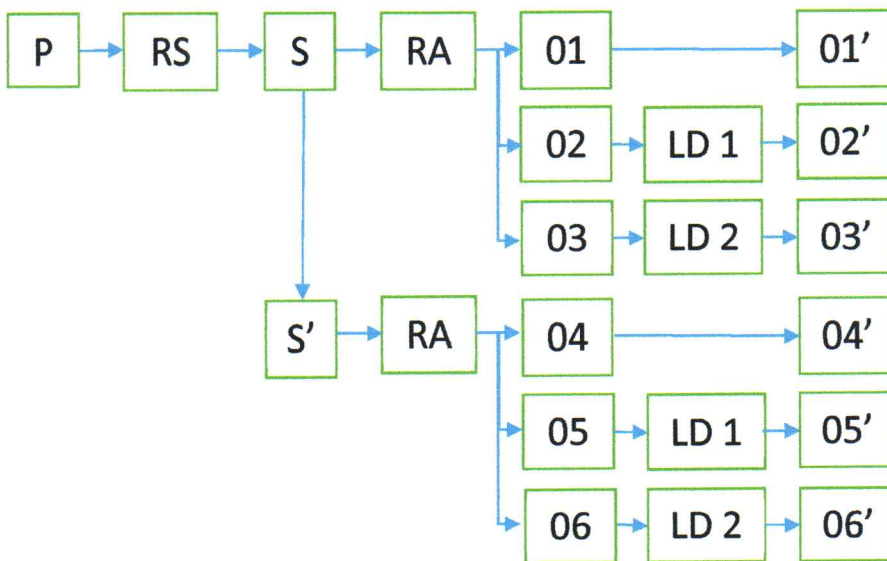 P RS S RA 01 01'
02 LD 1 02'
03 LD 2 03'
S' RA 04 04'
05 LD 1 05'
06 LD 2 06'